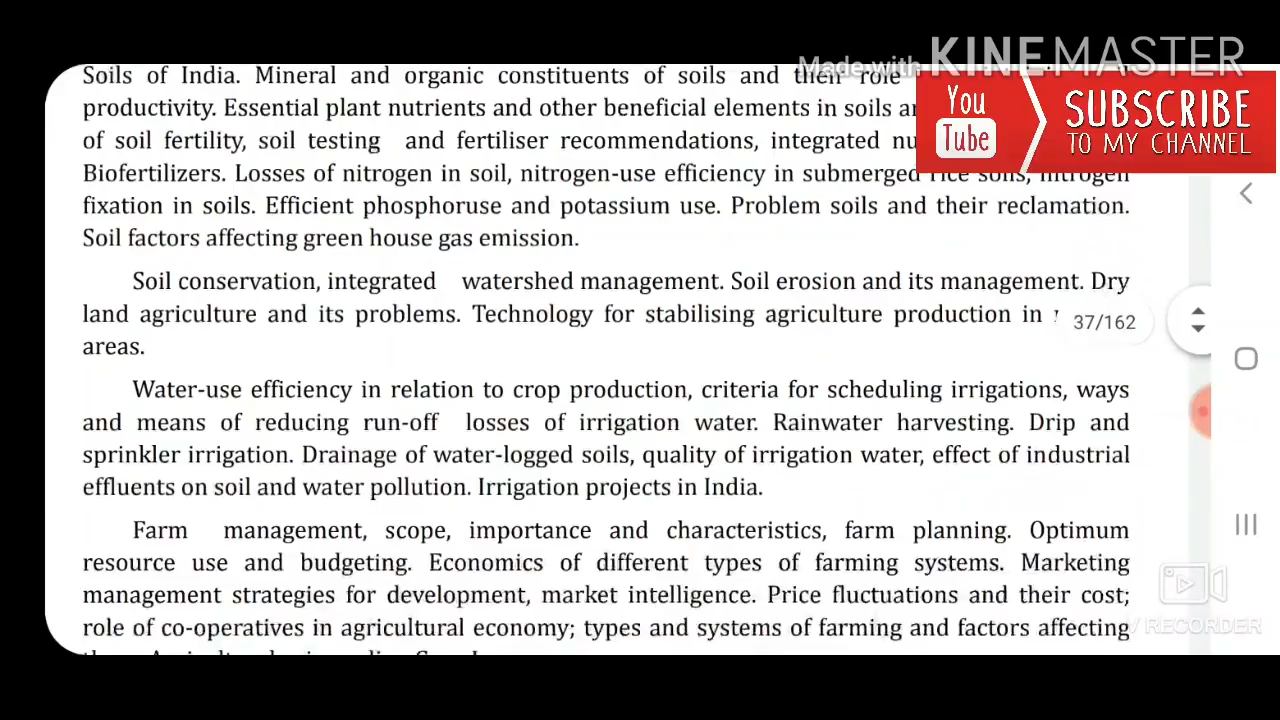 Made with KINEMASTER
Soils of India. Mineral and organic constituents of soils and their role
productivity. Essential plant nutrients and other beneficial elements in soils
of soil fertility, soil testing and fertiliser recommendations, integrated
Biofertilizers. Losses of nitrogen in soil, nitrogen-use efficiency in submerged rice soils, nitrogen
fixation in soils. Efficient phosphoruse and potassium use. Problem soils and their reclamation.
Soil factors affecting green house gas emission.
You Tube
SUBSCRIBE
TO MY CHANNEL
Soil conservation, integrated watershed management. Soil erosion and its management. Dry
land agriculture and its problems. Technology for stabilising agriculture production in
areas.
37/162
Water-use efficiency in relation to crop production, criteria for scheduling irrigations, ways
and means of reducing run-off losses of irrigation water. Rainwater harvesting. Drip and
sprinkler irrigation. Drainage of water-logged soils, quality of irrigation water, effect of industrial
effluents on soil and water pollution. Irrigation projects in India.
Farm management, scope, importance and characteristics, farm planning. Optimum
resource use and budgeting. Economics of different types of farming systems. Marketing
management strategies for development, market intelligence. Price fluctuations and their cost;
role of co-operatives in agricultural economy; types and systems of farming and factors affecting
V RECORDER